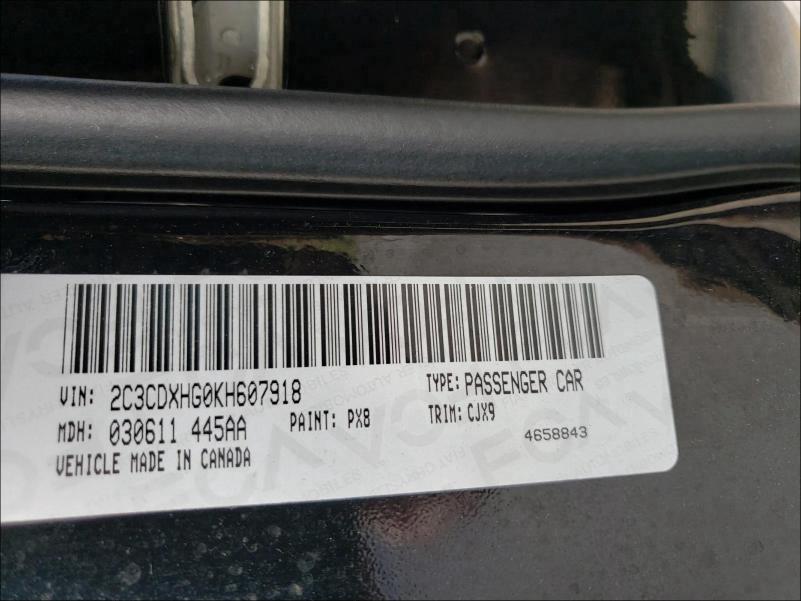 VIN: 2C3CDXHG0KH607918 TYPE: PASSENGER CAR
MDH: 030611 445AA PAINT: PX8 TRIM: CJX9
VEHICLE MADE IN CANADA 4658843